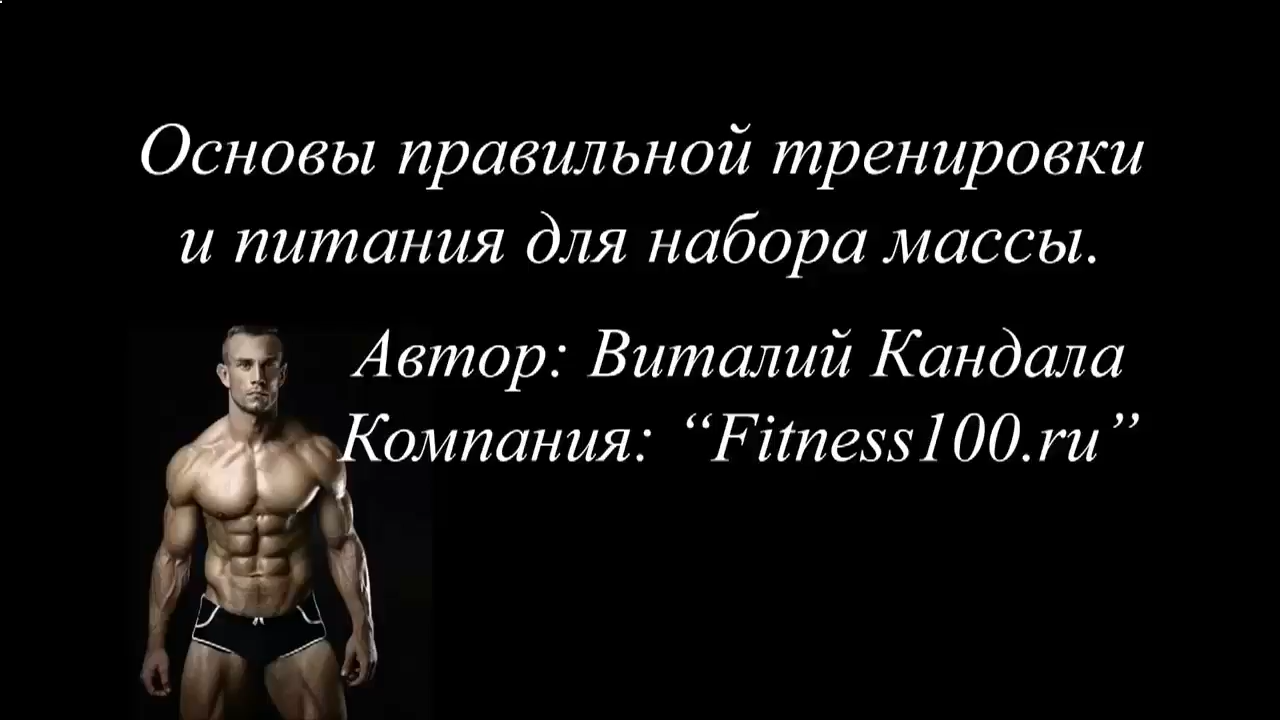 Основы правильной тренировки
и питания для набора массы.
Автор: Виталий Кандала
Компания: “Fitness100.ru”